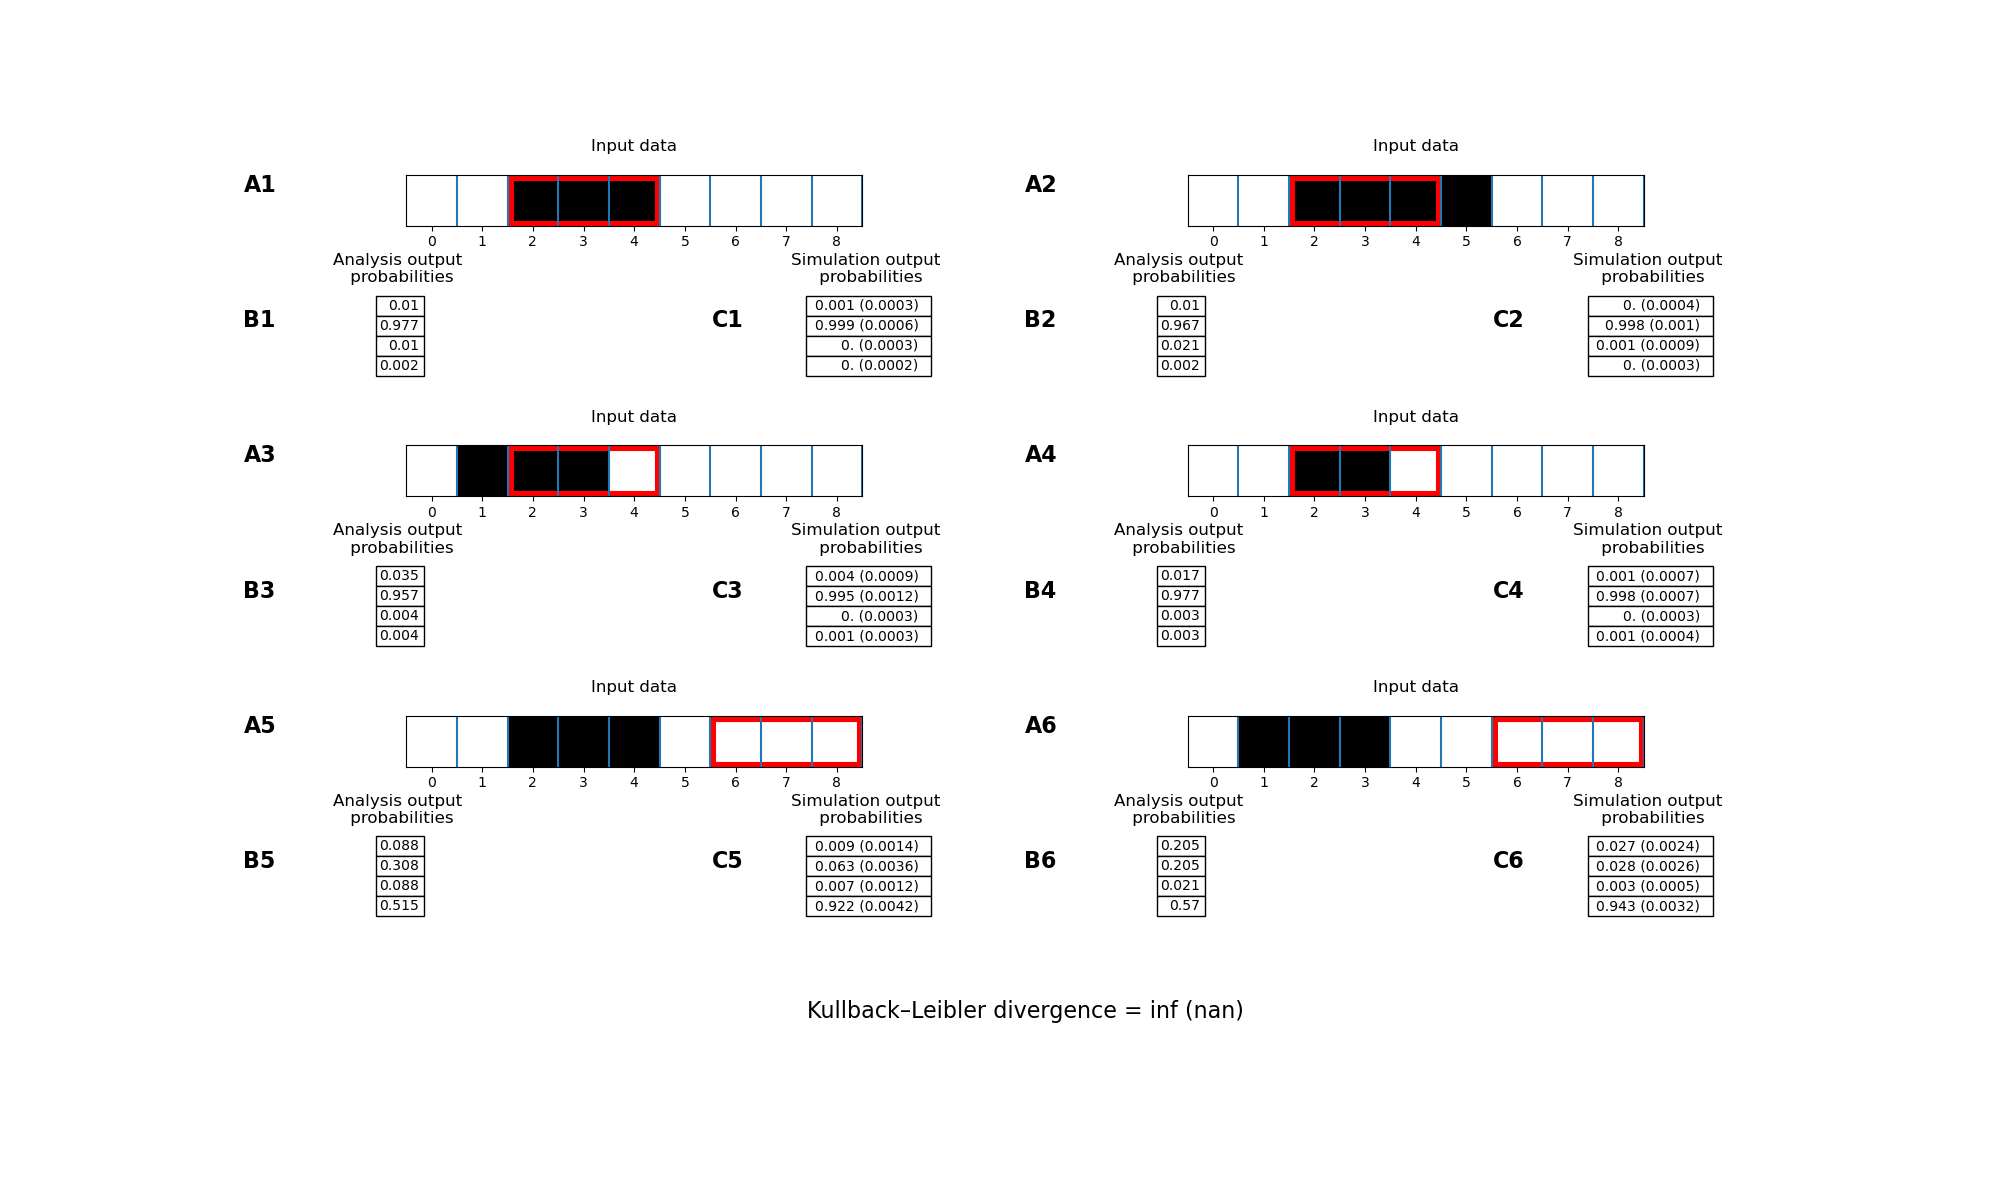 Input data
Input data
A1
A2
0 1 2 3 4 5 6 7 8
0 1 2 3 4 5 6 7 8
Analysis output
probabilities
Simulation output
probabilities
Analysis output
probabilities
Simulation output
probabilities
B1
0.01
0.977
0.01
0.002
C1
0.001 (0.0003)
0.999 (0.0006)
0. (0.0003)
0. (0.0002)
B2
0.01
0.967
0.021
0.002
C2
0. (0.0004)
0.998 (0.001)
0.001 (0.0009)
0. (0.0003)
Input data
Input data
A3
A4
0 1 2 3 4 5 6 7 8
0 1 2 3 4 5 6 7 8
Analysis output
probabilities
Simulation output
probabilities
Analysis output
probabilities
Simulation output
probabilities
B3
0.035
0.957
0.004
0.004
C3
0.004 (0.0009)
0.995 (0.0012)
0. (0.0003)
0.001 (0.0003)
B4
0.017
0.977
0.003
0.003
C4
0.001 (0.0007)
0.998 (0.0007)
0. (0.0003)
0.001 (0.0004)
Input data
Input data
A5
A6
0 1 2 3 4 5 6 7 8
0 1 2 3 4 5 6 7 8
Analysis output
probabilities
Simulation output
probabilities
Analysis output
probabilities
Simulation output
probabilities
B5
0.088
0.308
0.088
0.515
C5
0.009 (0.0014)
0.063 (0.0036)
0.007 (0.0012)
0.922 (0.0042)
B6
0.205
0.205
0.021
0.57
C6
0.027 (0.0024)
0.028 (0.0026)
0.003 (0.0005)
0.943 (0.0032)
Kullback–Leibler divergence = inf (nan)